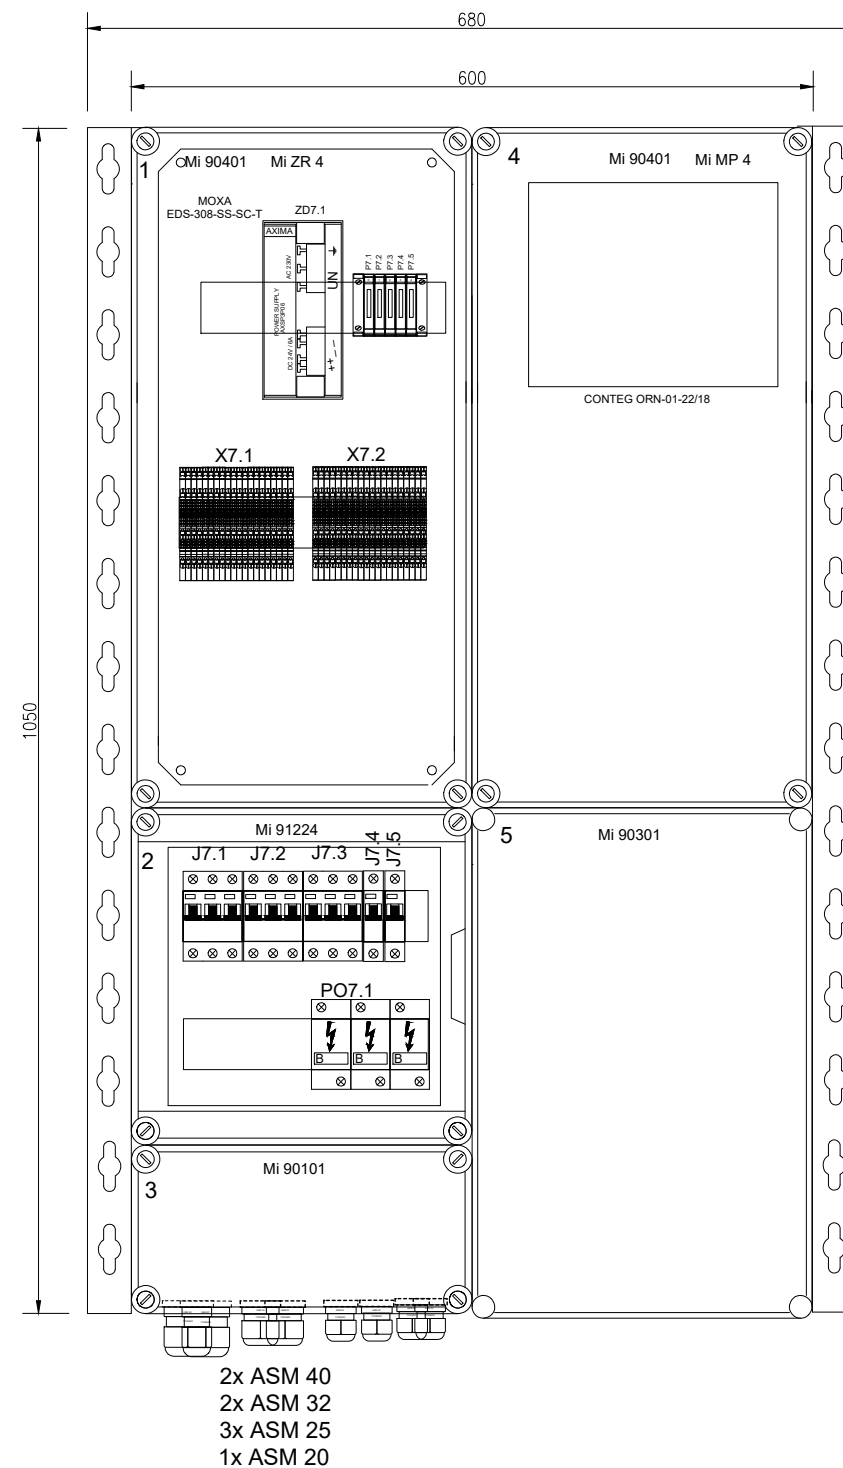 680
600
1050
1
Mi 90401 Mi ZR 4
4
Mi 90401 Mi MP 4
MOXA
EDS-308-SS-SC-T
ZD7.1
AXIMA
AC 230V
UN
POWER SUPPLY
AXSP3P06
DC 24V / 6A
++ – –
P7.1
P7.2
P7.3
P7.4
P7.5
CONTEG ORN-01-22/18
X7.1
X7.2
Mi 91224
2
J7.1
J7.2
J7.3
J7.4
J7.5
5
Mi 90301
PO7.1
B
B
B
Mi 90101
3
2x ASM 40
2x ASM 32
3x ASM 25
1x ASM 20